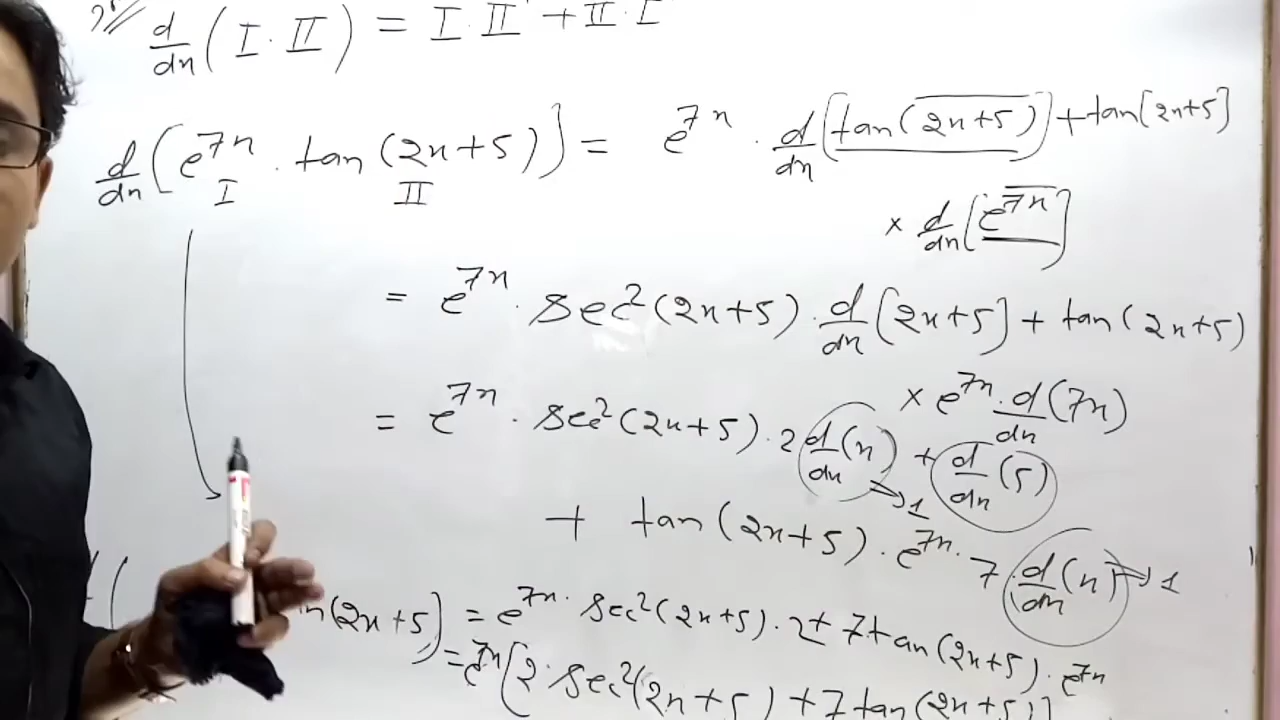 d/dx (I · II) = I · II' + II · I'
d/dx (e^{7x} · tan (2x+5)) = e^{7x} · d/dx [tan(2x+5)] + tan[2x+5]
I II
× d/dx [e^{7x}]
= e^{7x} · sec²(2x+5) · d/dx [2x+5] + tan(2x+5)
× e^{7x} · d/dx (7x)
= e^{7x} · sec²(2x+5) · 2 d/dx (x) + d/dx (5)
→ 1
+ tan(2x+5) · e^{7x} · 7 d/dx (x) → 1
(2x+5)] = e^{7x} · sec²(2x+5) · 2 + 7 tan(2x+5) · e^{7x}
= e^{7x} [2 · sec²(2x+5) + 7 tan(2x+5)]